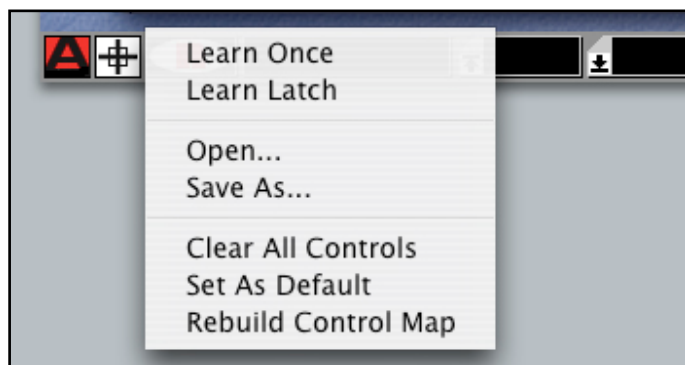 A
Learn Once
Learn Latch
Open...
Save As...
Clear All Controls
Set As Default
Rebuild Control Map